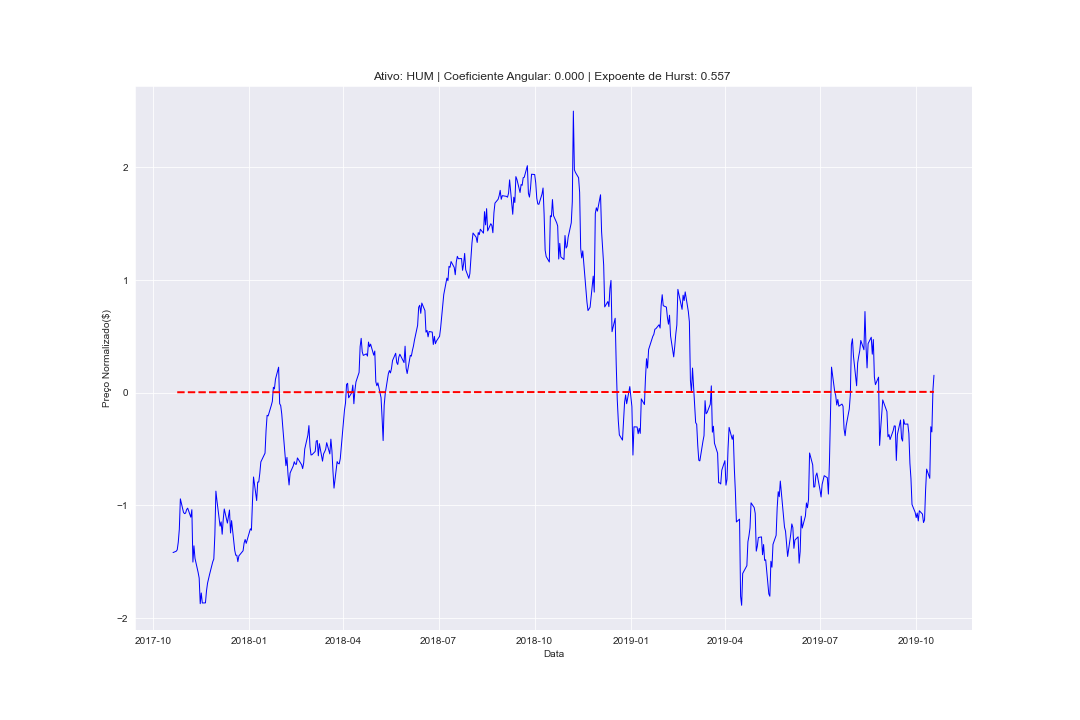 Ativo: HUM | Coeficiente Angular: 0.000 | Expoente de Hurst: 0.557
Preço Normalizado($)
2
1
0
−1
−2
2017-10 2018-01 2018-04 2018-07 2018-10 2019-01 2019-04 2019-07 2019-10
Data